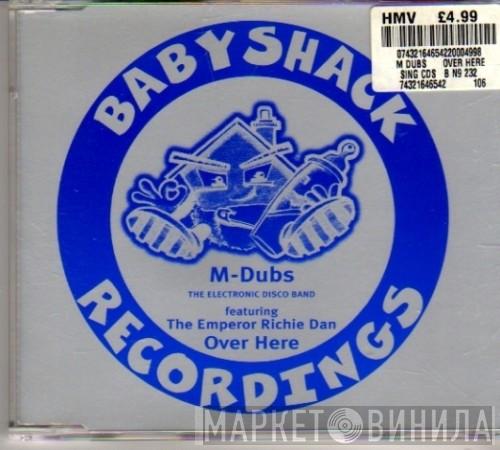 HMV £4.99
07432164654220004998
M DUBS OVER HERE
SING CDS B N9 232
74321646542 106
BABYSHACK
RECORDINGS
M-Dubs
THE ELECTRONIC DISCO BAND
featuring
The Emperor Richie Dan
Over Here
МАРКЕТ ВИНИЛА